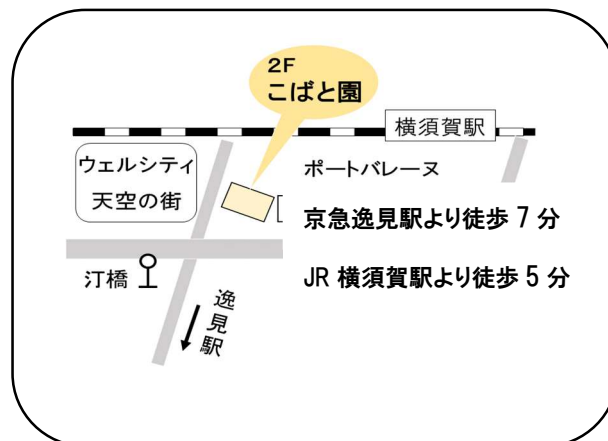 2F
こばと園
横須賀駅
ウェルシティ
天空の街
ポートバレーヌ
京急逸見駅より徒歩 7 分
JR 横須賀駅より徒歩 5 分
汀橋
逸見駅